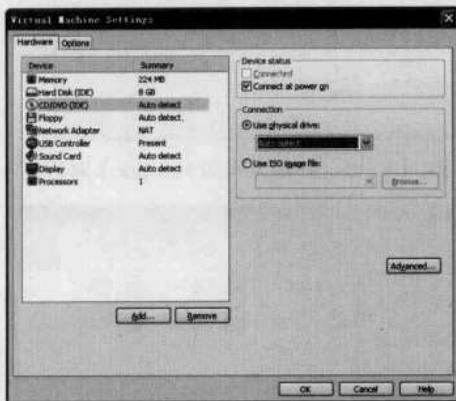 Virtual Machine Settings
Hardware Options
Device Summary
Memory 224 MB
Hard Disk (IDE) 8 GB
CD/DVD (IDE) Auto detect
Floppy Auto detect
Network Adapter NAT
USB Controller Present
Sound Card Auto detect
Display Auto detect
Processors 1
Add... Remove
Device status
Connected
Connect at power on
Connection
Use physical drive:
Auto detect
Use ISO image file:
Browse...
Advanced...
OK Cancel Help